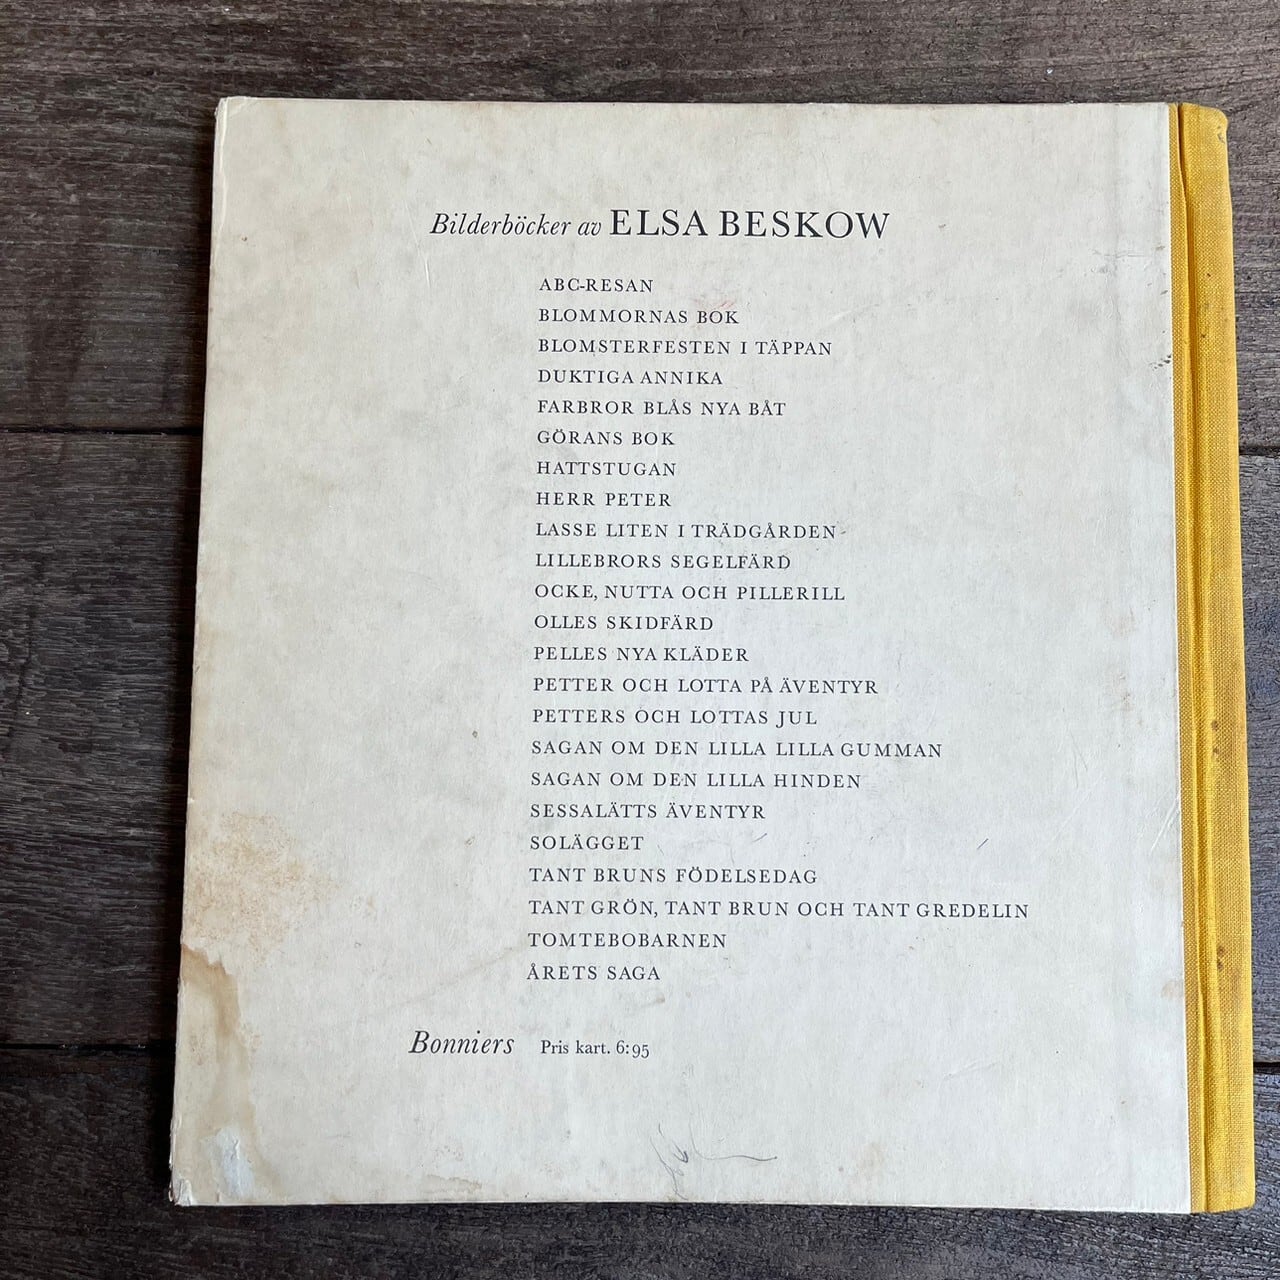 Bilderböcker av ELSA BESKOW
ABC-RESAN
BLOMMORNAS BOK
BLOMSTERFESTEN I TÄPPAN
DUKTIGA ANNIKA
FARBROR BLÅS NYA BÅT
GÖRANS BOK
HATTSTUGAN
HERR PETER
LASSE LITEN I TRÄDGÅRDEN
LILLEBRORS SEGELFÄRD
OCKE, NUTTA OCH PILLERILL
OLLES SKIDFÄRD
PELLES NYA KLÄDER
PETTER OCH LOTTA PÅ ÄVENTYR
PETTERS OCH LOTTAS JUL
SAGAN OM DEN LILLA LILLA GUMMAN
SAGAN OM DEN LILLA HINDEN
SESSALÄTTS ÄVENTYR
SOLÄGGET
TANT BRUNS FÖDELSEDAG
TANT GRÖN, TANT BRUN OCH TANT GREDELIN
TOMTEBOBARNEN
ÅRETS SAGA
Bonniers Pris kart. 6:95